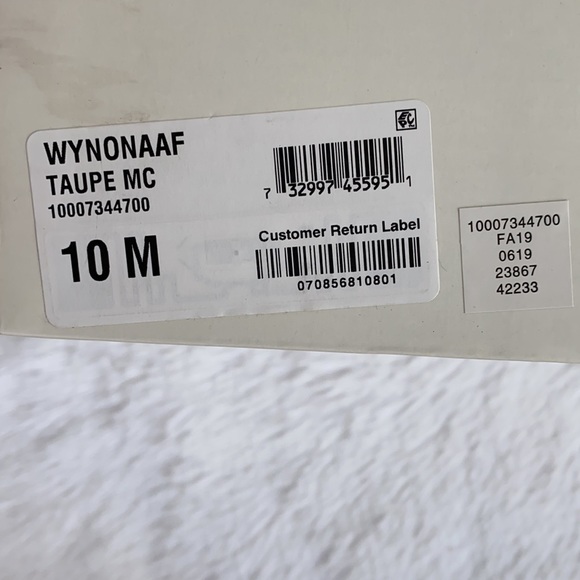 WYNONAAF
TAUPE MC
10007344700
10 M
7 32997 45595 1
Customer Return Label
070856810801
10007344700
FA19
0619
23867
42233